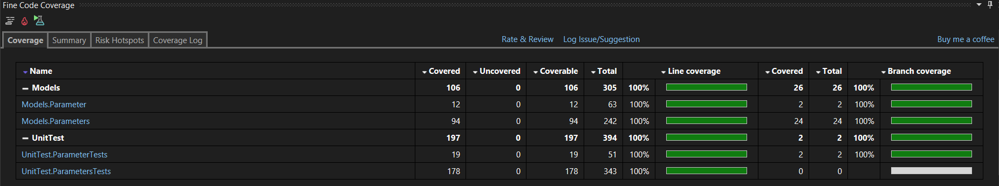 Fine Code Coverage
Coverage Summary Risk Hotspots Coverage Log Rate & Review Log Issue/Suggestion Buy me a coffee
Name Covered Uncovered Coverable Total Line coverage Covered Total Branch coverage
Models 106 0 106 305 100% 26 26 100%
Models.Parameter 12 0 12 63 100% 2 2 100%
Models.Parameters 94 0 94 242 100% 24 24 100%
UnitTest 197 0 197 394 100% 2 2 100%
UnitTest.ParameterTests 19 0 19 51 100% 2 2 100%
UnitTest.ParametersTests 178 0 178 343 100% 0 0